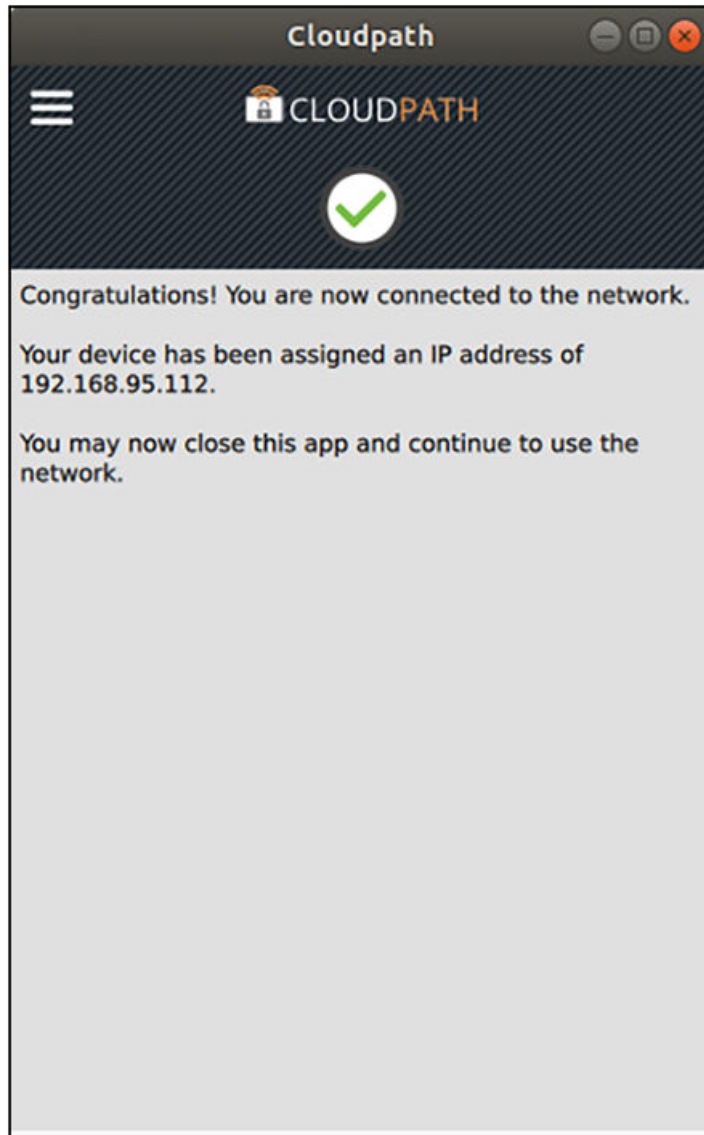 Cloudpath
CLOUDPATH
Congratulations! You are now connected to the network.
Your device has been assigned an IP address of
192.168.95.112.
You may now close this app and continue to use the
network.